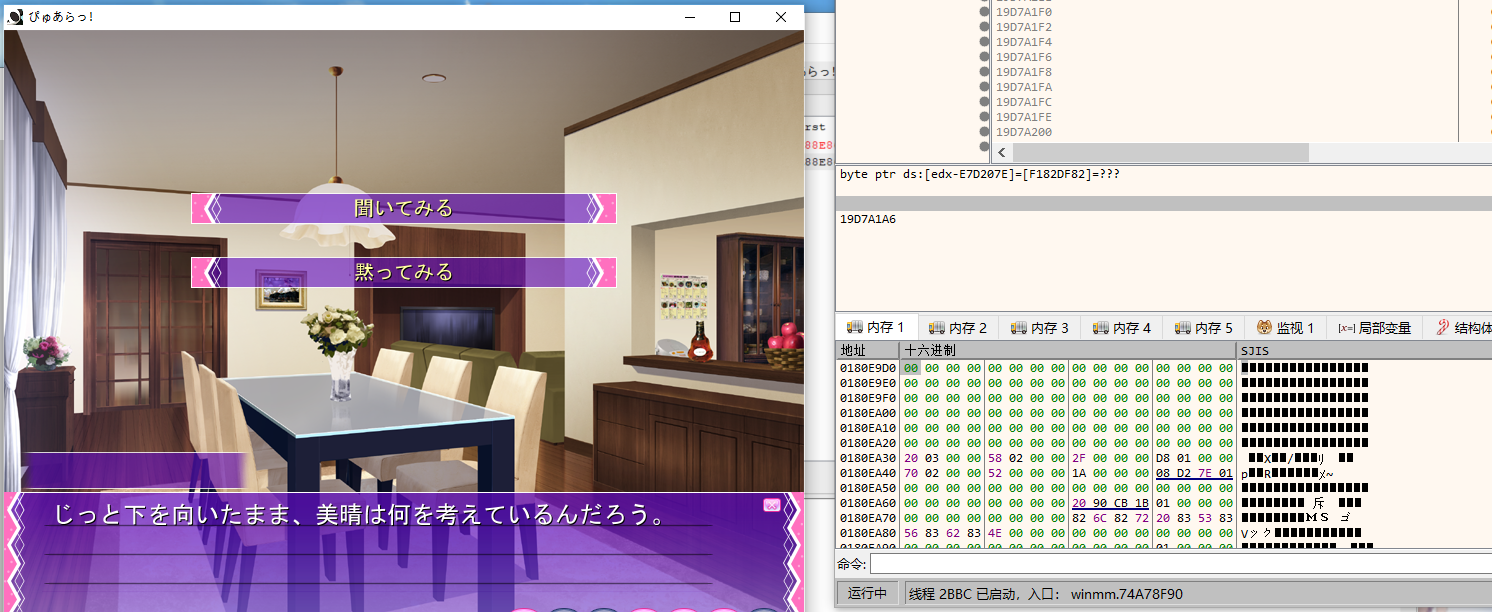 ぴゅあらっ!
聞いてみる
黙ってみる
じっと下を向いたまま、美晴は何を考えているんだろう。
らっ!
rst
88E8
88E8
19D7A1F0
19D7A1F2
19D7A1F4
19D7A1F6
19D7A1F8
19D7A1FA
19D7A1FC
19D7A1FE
19D7A200
byte ptr ds:[edx-E7D207E]=[F182DF82]=???
19D7A1A6
内存 1 内存 2 内存 3 内存 4 内存 5 监视 1 [x=] 局部变量 结构体
地址 十六进制 SJIS
0180E9D0 00 00 00 00 00 00 00 00 00 00 00 00 00 00 00 00
0180E9E0 00 00 00 00 00 00 00 00 00 00 00 00 00 00 00 00
0180E9F0 00 00 00 00 00 00 00 00 00 00 00 00 00 00 00 00
0180EA00 00 00 00 00 00 00 00 00 00 00 00 00 00 00 00 00
0180EA10 00 00 00 00 00 00 00 00 00 00 00 00 00 00 00 00
0180EA20 00 00 00 00 00 00 00 00 00 00 00 00 00 00 00 00
0180EA30 20 03 00 00 58 02 00 00 2F 00 00 00 D8 01 00 00 X / リ
0180EA40 70 02 00 00 52 00 00 00 1A 00 00 00 08 D2 7E 01 p R メ~
0180EA50 00 00 00 00 00 00 00 00 00 00 00 00 00 00 00 00
0180EA60 00 00 00 00 00 00 00 00 20 90 CB 1B 01 00 00 00 斥
0180EA70 00 00 00 00 00 00 00 00 82 6C 82 72 20 83 53 83 MS ゴ
0180EA80 56 83 62 83 4E 00 00 00 00 00 00 00 00 00 00 00 Vック
命令:
运行中 线程 2BBC 已启动，入口: winmm.74A78F90